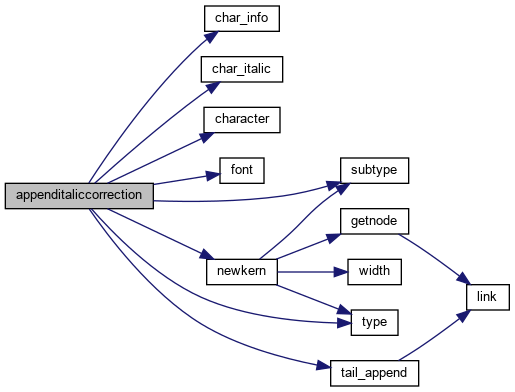 char_info
char_italic
character
font
appenditaliccorrection
subtype
getnode
newkern
width
link
type
tail_append